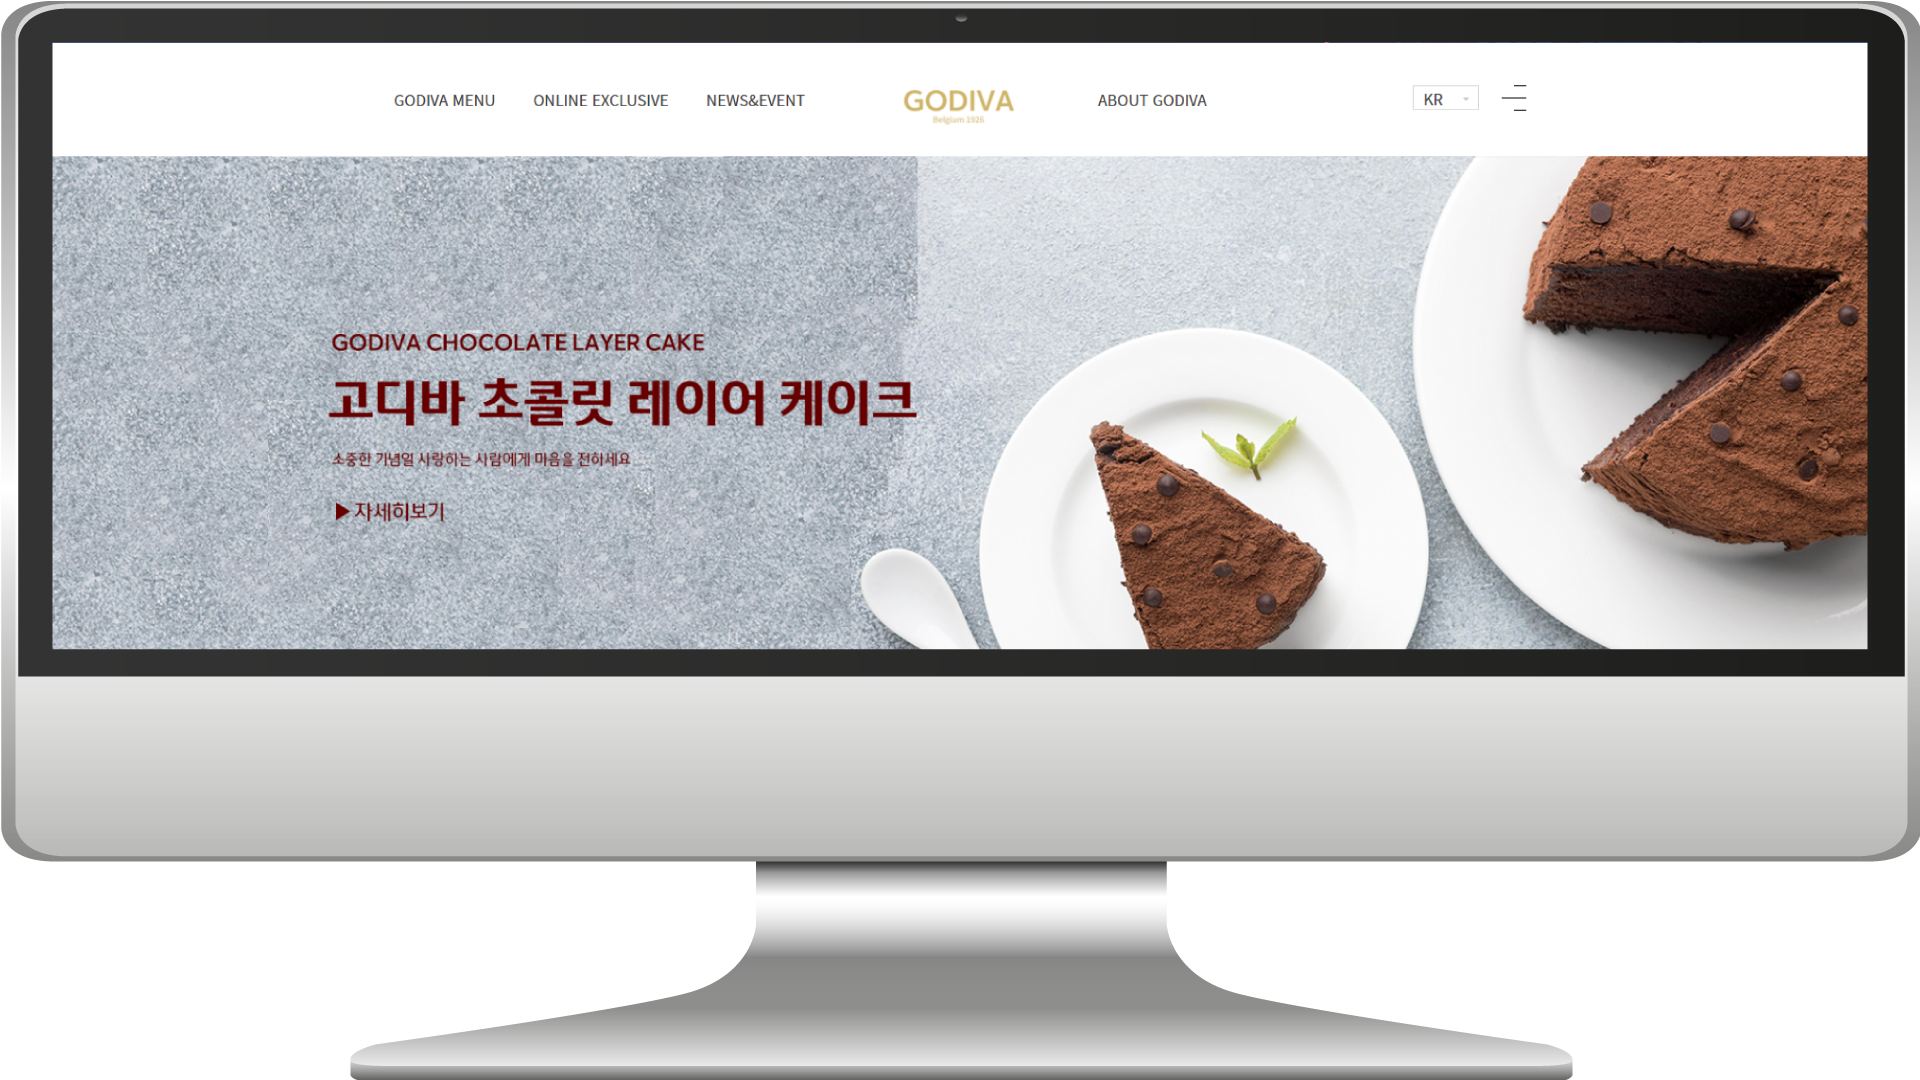 GODIVA MENU ONLINE EXCLUSIVE NEWS&EVENT GODIVA ABOUT GODIVA KR
Belgium 1926
GODIVA CHOCOLATE LAYER CAKE
고디바 초콜릿 레이어 케이크
소중한 기념일 사랑하는 사람에게 마음을 전하세요
▶자세히보기